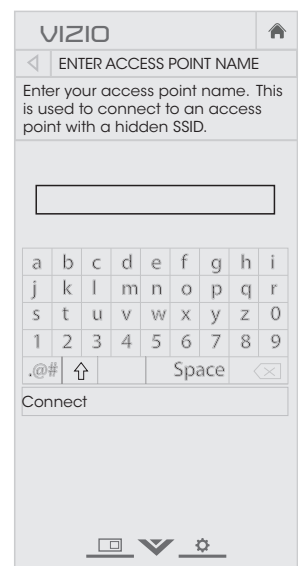 VIZIO
ENTER ACCESS POINT NAME
Enter your access point name. This
is used to connect to an access
point with a hidden SSID.
a b c d e f g h i
j k l m n o p q r
s t u v w x y z 0
1 2 3 4 5 6 7 8 9
.@# Space
Connect